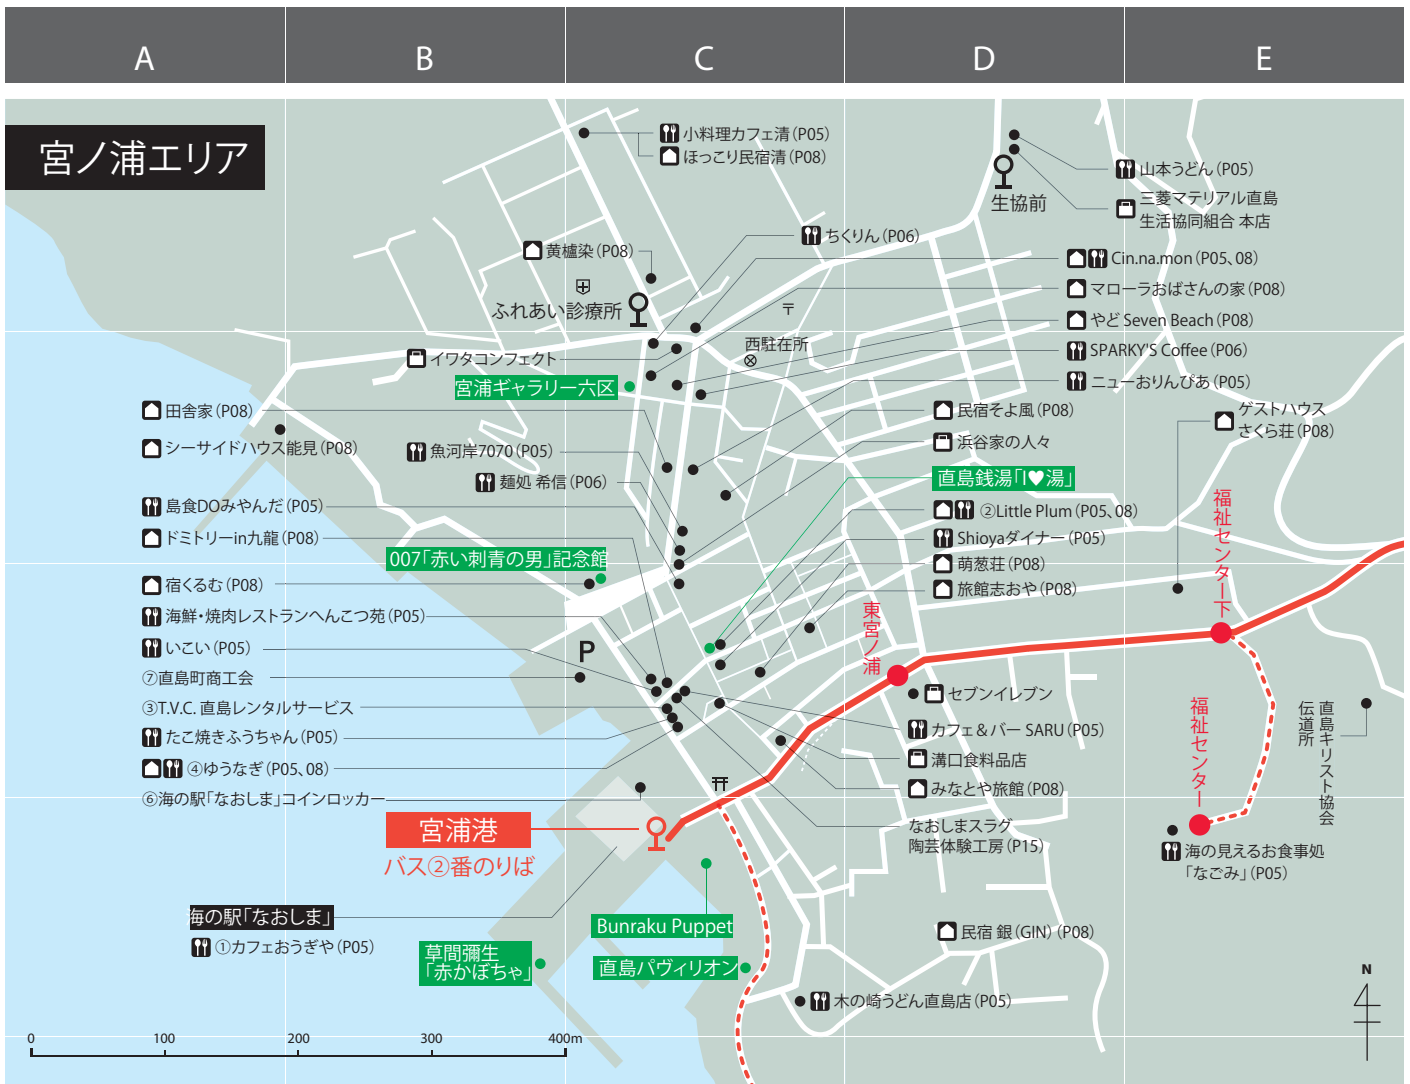 A
B
C
D
E
宮ノ浦エリア
小料理カフェ清(P05)
ほっこり民宿清(P08)
山本うどん(P05)
三菱マテリアル直島
生活協同組合 本店
生協前
ちくりん(P06)
黄櫨染(P08)
Cin.na.mon(P05、08)
マローラおばさんの家(P08)
ふれあい診療所
〒
やど Seven Beach(P08)
西駐在所
イワタコンフェクト
SPARKY'S Coffee(P06)
宮浦ギャラリー六区
ニューおりんぴあ(P05)
田舎家(P08)
民宿そよ風(P08)
ゲストハウス
さくら荘(P08)
シーサイドハウス能見(P08)
魚河岸7070(P05)
浜谷家の人々
麺処 希信(P06)
直島銭湯「I♥湯」
島食DOみやんだ(P05)
②Little Plum(P05、08)
福祉センター下
ドミトリーin九龍(P08)
Shioyaダイナー(P05)
007「赤い刺青の男」記念館
萌葱荘(P08)
宿くるむ(P08)
旅館志おや(P08)
海鮮・焼肉レストランへんこつ苑(P05)
東宮ノ浦
いこい(P05)
P
⑦直島町商工会
セブンイレブン
③T.V.C. 直島レンタルサービス
カフェ＆バー SARU(P05)
福祉センター
直島キリスト協会
伝道所
たこ焼きふうちゃん(P05)
溝口食料品店
④ゆうなぎ(P05、08)
みなとや旅館(P08)
⑥海の駅「なおしま」コインロッカー
宮浦港
バス②番のりば
なおしまスラグ
陶芸体験工房(P15)
海の見えるお食事処
「なごみ」(P05)
海の駅「なおしま」
①カフェおうぎや(P05)
Bunraku Puppet
民宿 銀(GIN)(P08)
草間彌生
「赤かぼちゃ」
直島パヴィリオン
木の崎うどん直島店(P05)
N
0
100
200
300
400m